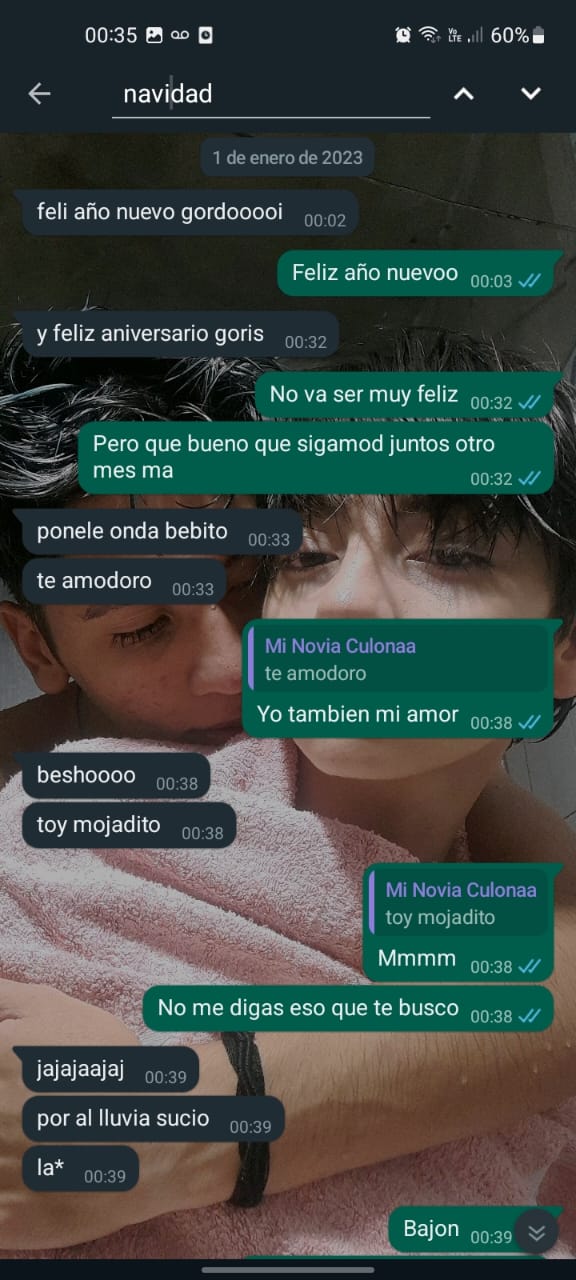 00:35 60%
navidad
1 de enero de 2023
feli año nuevo gordooooi 00:02
Feliz año nuevoo 00:03
y feliz aniversario goris 00:32
No va ser muy feliz 00:32
Pero que bueno que sigamod juntos otro
mes ma 00:32
ponele onda bebito 00:33
te amodoro 00:33
Mi Novia Culonaa
te amodoro
Yo tambien mi amor 00:38
beshoooo 00:38
toy mojadito 00:38
Mi Novia Culonaa
toy mojadito
Mmmm 00:38
No me digas eso que te busco 00:38
jajajaajaj 00:39
por al lluvia sucio 00:39
la* 00:39
Bajon 00:39